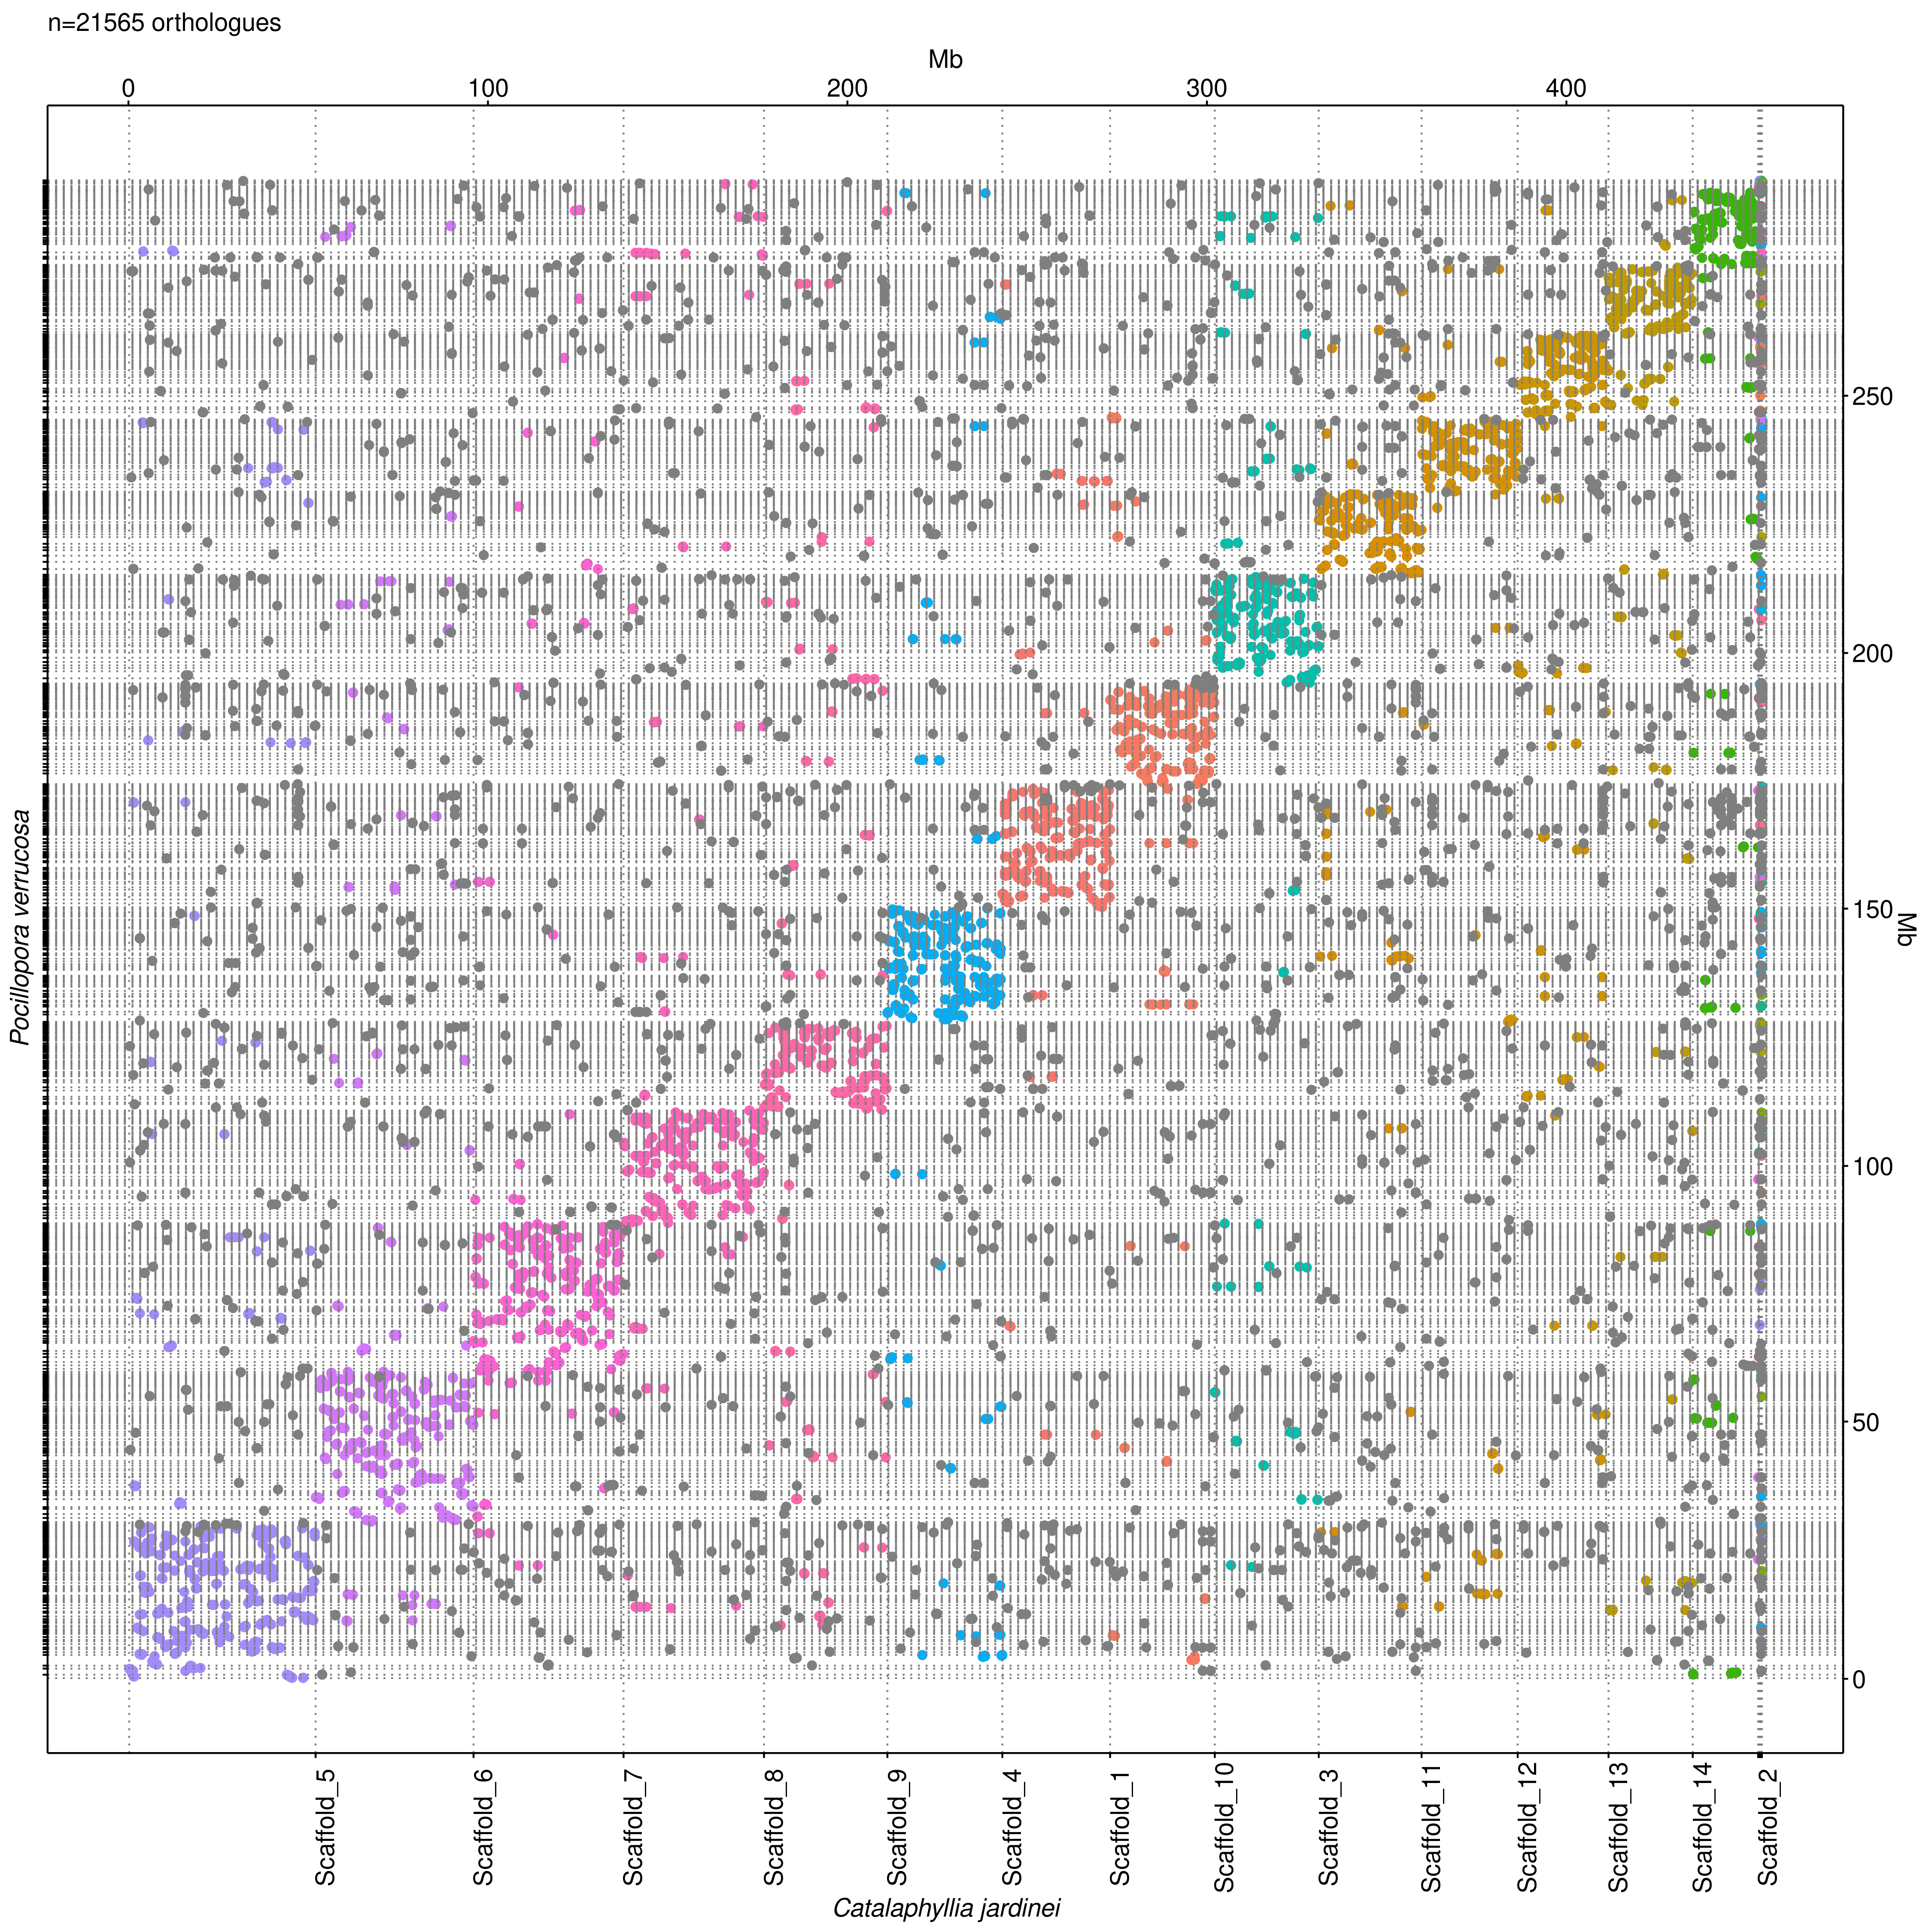 n=21565 orthologues
Mb
0 100 200 300 400
Pocillopora verrucosa
250
200
150
Mb
100
50
0
Scaffold_5
Scaffold_6
Scaffold_7
Scaffold_8
Scaffold_9
Scaffold_4
Scaffold_1
Scaffold_10
Scaffold_3
Scaffold_11
Scaffold_12
Scaffold_13
Scaffold_14
Scaffold_2
Catalaphyllia jardinei